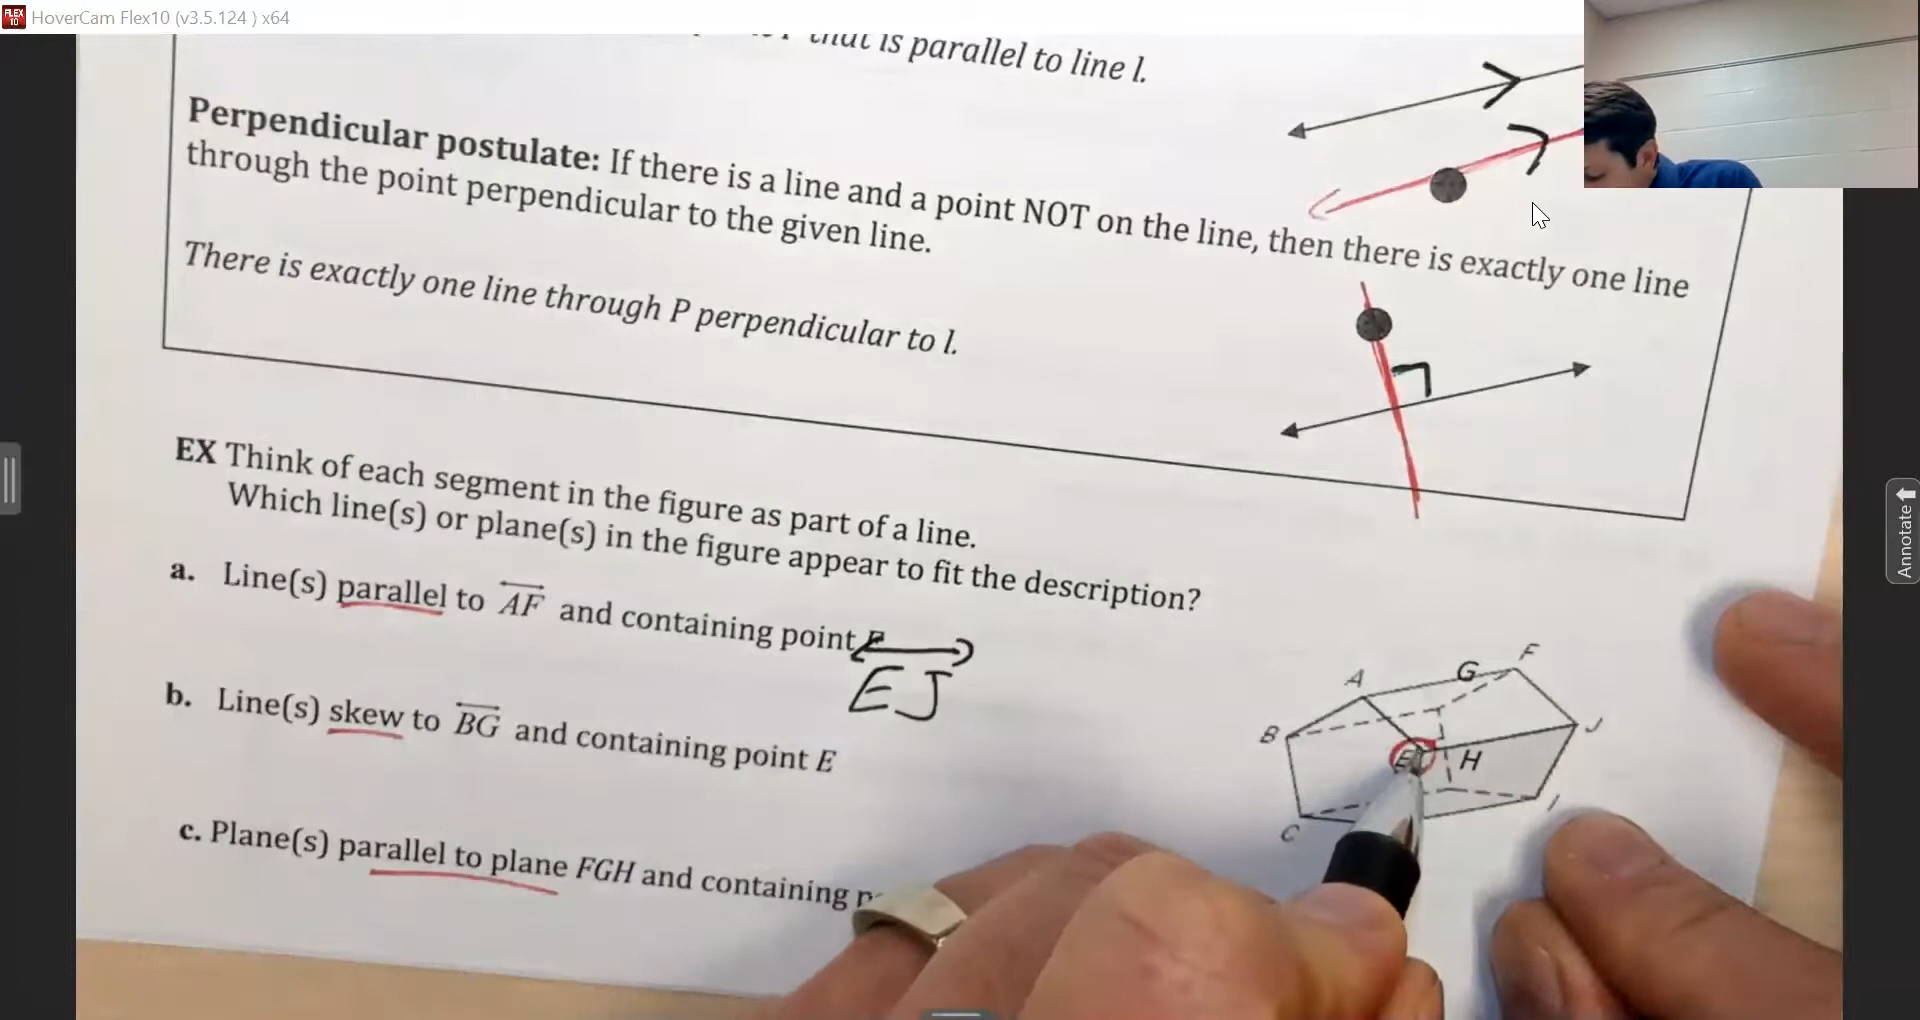 HoverCam Flex10 (v3.5.124 ) x64
FLEX
10
that is parallel to line l.
Perpendicular postulate: If there is a line and a point NOT on the line, then there is exactly one line
through the point perpendicular to the given line.
There is exactly one line through P perpendicular to l.
EX Think of each segment in the figure as part of a line.
Which line(s) or plane(s) in the figure appear to fit the description?
a. Line(s) parallel to AF and containing point E
EJ
b. Line(s) skew to BG and containing point E
c. Plane(s) parallel to plane FGH and containing
A
G
F
B
J
E
H
C
I
Annotate